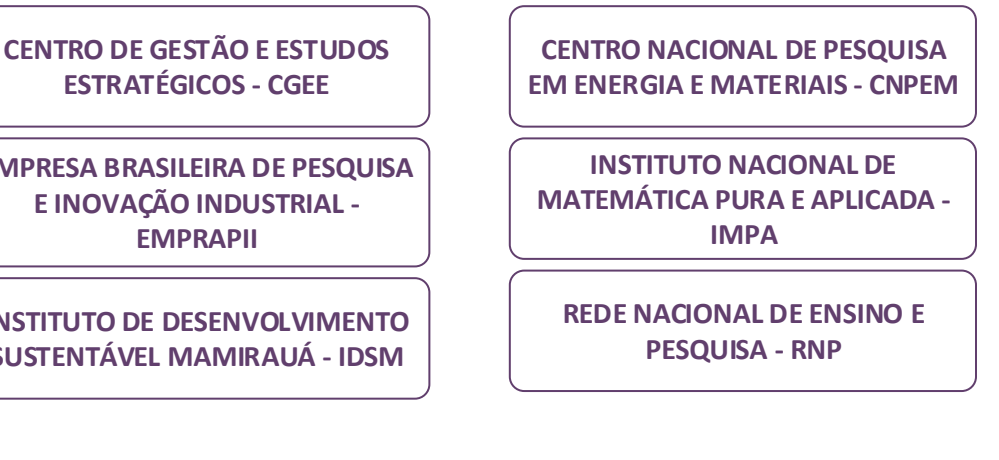 CENTRO DE GESTÃO E ESTUDOS
ESTRATÉGICOS - CGEE
MPRESA BRASILEIRA DE PESQUISA
E INOVAÇÃO INDUSTRIAL -
EMPRAPII
NSTITUTO DE DESENVOLVIMENTO
SUSTENTÁVEL MAMIRAUÁ - IDSM
CENTRO NACIONAL DE PESQUISA
EM ENERGIA E MATERIAIS - CNPEM
INSTITUTO NACIONAL DE
MATEMÁTICA PURA E APLICADA -
IMPA
REDE NACIONAL DE ENSINO E
PESQUISA - RNP